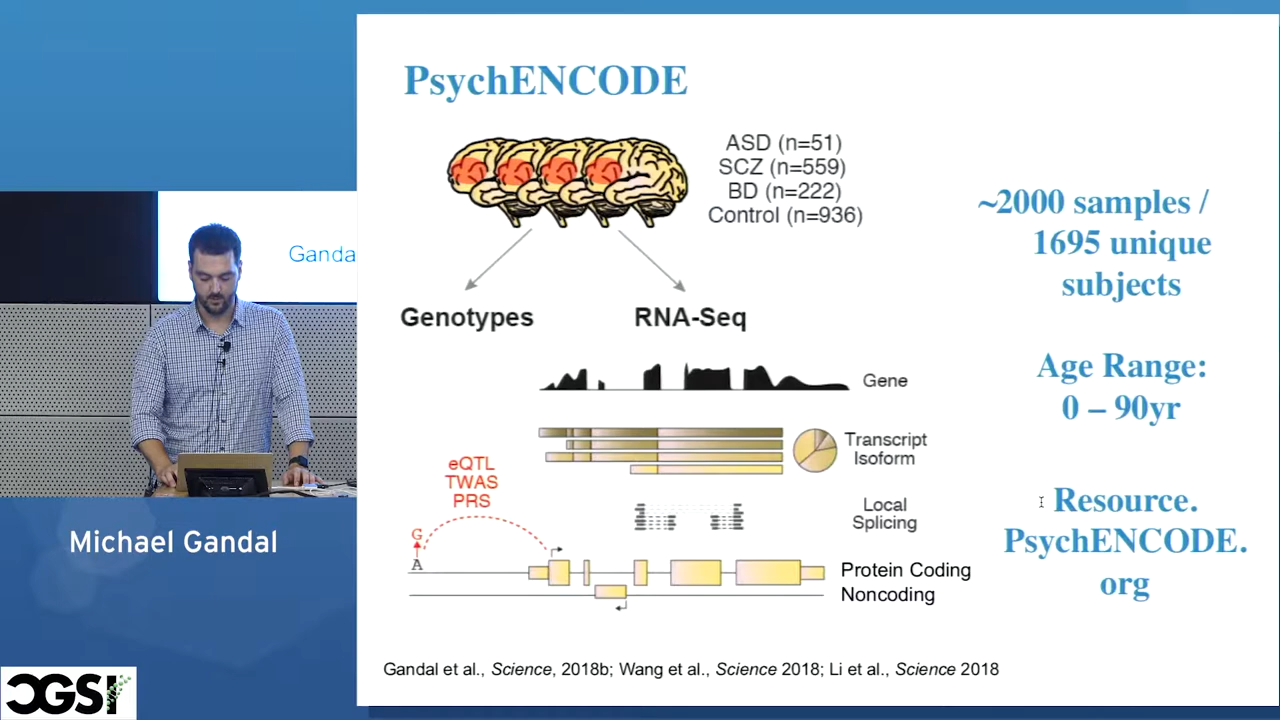 PsychENCODE
ASD (n=51)
SCZ (n=559)
BD (n=222)
Control (n=936)
~2000 samples /
1695 unique
subjects
Genotypes
RNA-Seq
Age Range:
0 – 90yr
Gene
Transcript
Isoform
eQTL
TWAS
PRS
Local
Splicing
Resource.
PsychENCODE.
org
G
A
Protein Coding
Noncoding
Gandal et al., Science, 2018b; Wang et al., Science 2018; Li et al., Science 2018
Ganda
Michael Gandal
CGSI